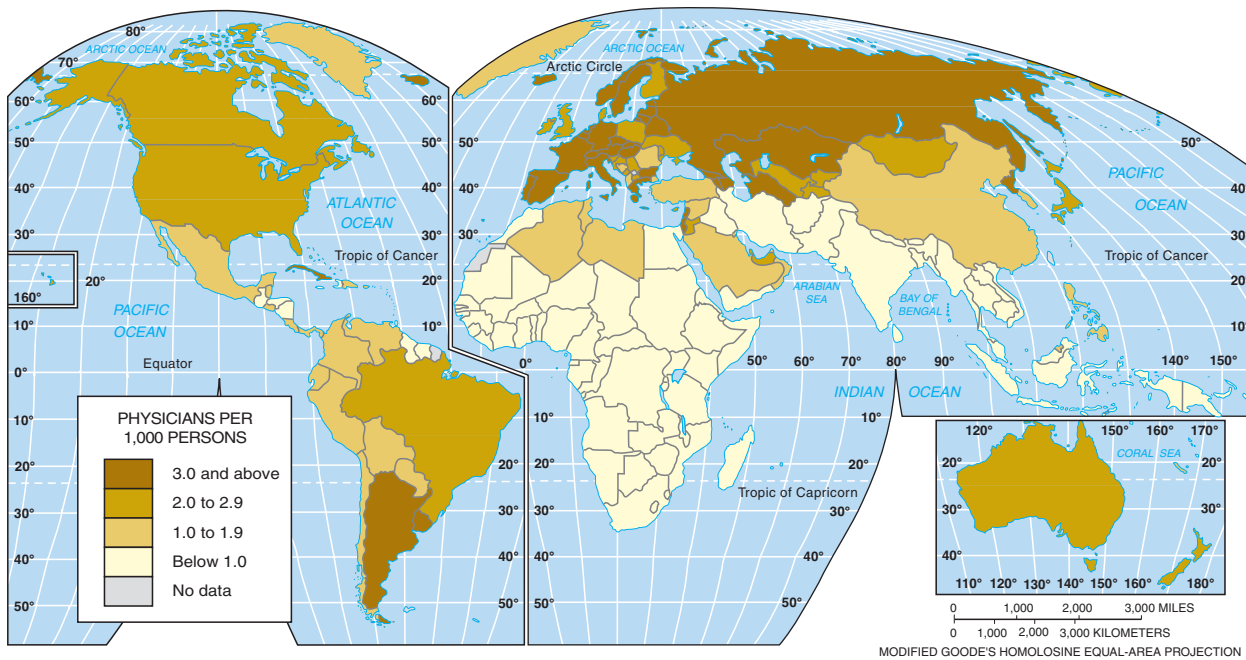 80°
ARCTIC OCEAN
70°
60°
50°
40°
30°
ATLANTIC
OCEAN
Tropic of Cancer
20°
160°
PACIFIC
OCEAN
10°
Equator
0°
10°
20°
30°
40°
50°
60°
50°
40°
30°
20°
10°
0°
10°
20°
30°
40°
50°
ARCTIC OCEAN
Arctic Circle
50°
40°
30°
20°
10°
50°
40°
30°
20°
10°
PACIFIC
OCEAN
Tropic of Cancer
ARABIAN
SEA
BAY OF
BENGAL
50°
60°
70°
80°
90°
140°
150°
INDIAN
OCEAN
10°
20°
Tropic of Capricorn
30°
40°
50°
PHYSICIANS PER
1,000 PERSONS
3.0 and above
2.0 to 2.9
1.0 to 1.9
Below 1.0
No data
120°
150°
160°
170°
CORAL SEA
20°
20°
30°
30°
40°
40°
110°
120°
130°
140°
150°
160°
180°
0
1,000
2,000
3,000 MILES
0
1,000
2,000
3,000 KILOMETERS
MODIFIED GOODE'S HOMOLOSINE EQUAL-AREA PROJECTION